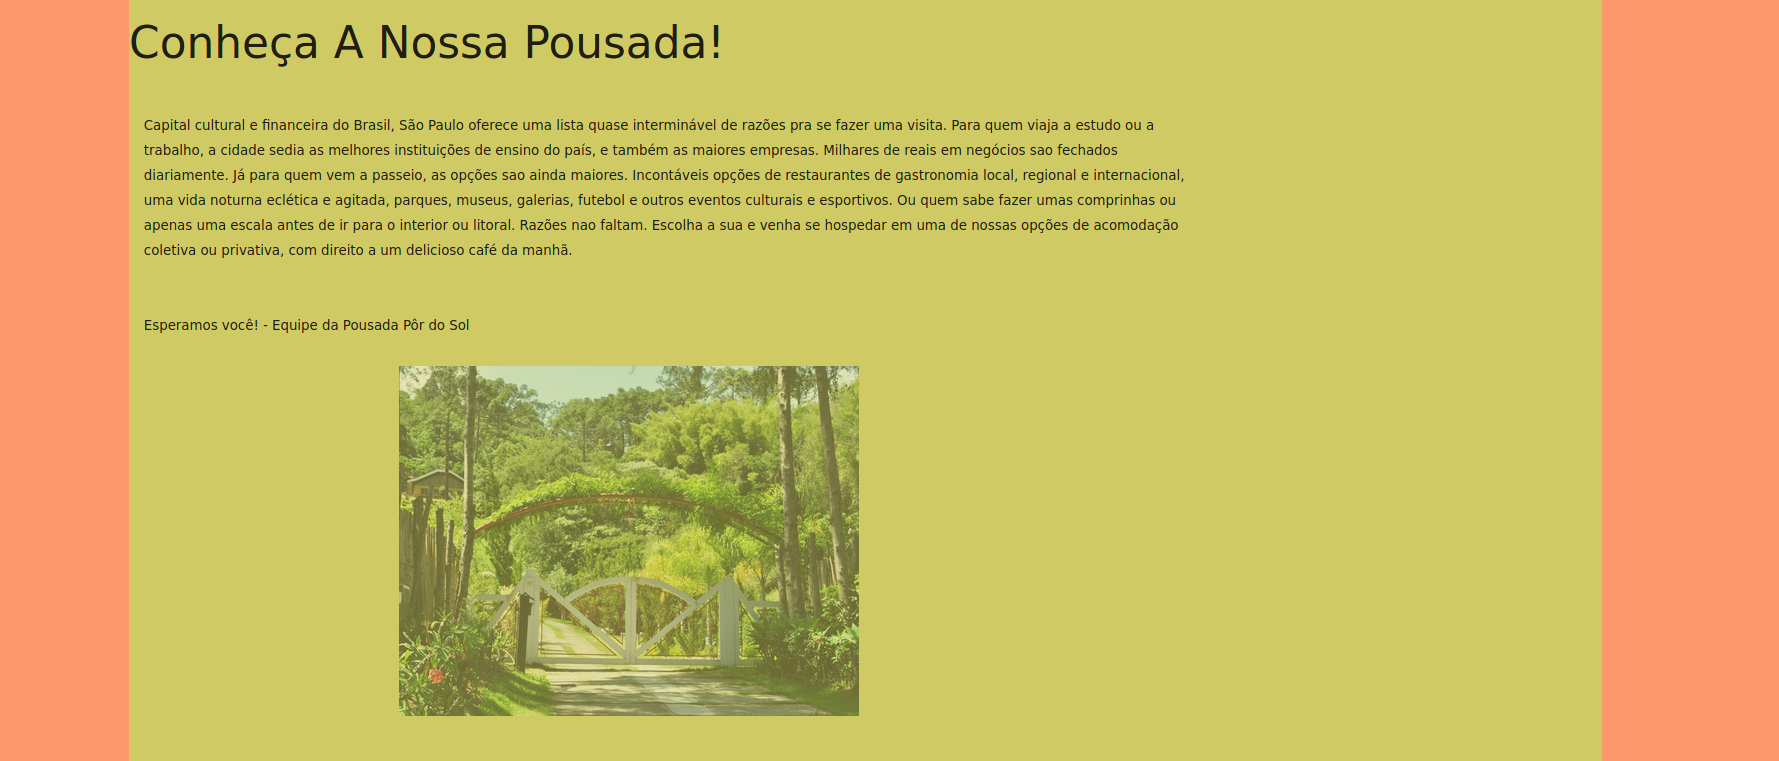 Conheça A Nossa Pousada!
Capital cultural e financeira do Brasil, São Paulo oferece uma lista quase interminável de razões pra se fazer uma visita. Para quem viaja a estudo ou a
trabalho, a cidade sedia as melhores instituições de ensino do país, e também as maiores empresas. Milhares de reais em negócios sao fechados
diariamente. Já para quem vem a passeio, as opções sao ainda maiores. Incontáveis opções de restaurantes de gastronomia local, regional e internacional,
uma vida noturna eclética e agitada, parques, museus, galerias, futebol e outros eventos culturais e esportivos. Ou quem sabe fazer umas comprinhas ou
apenas uma escala antes de ir para o interior ou litoral. Razões nao faltam. Escolha a sua e venha se hospedar em uma de nossas opções de acomodação
coletiva ou privativa, com direito a um delicioso café da manhã.
Esperamos você! - Equipe da Pousada Pôr do Sol